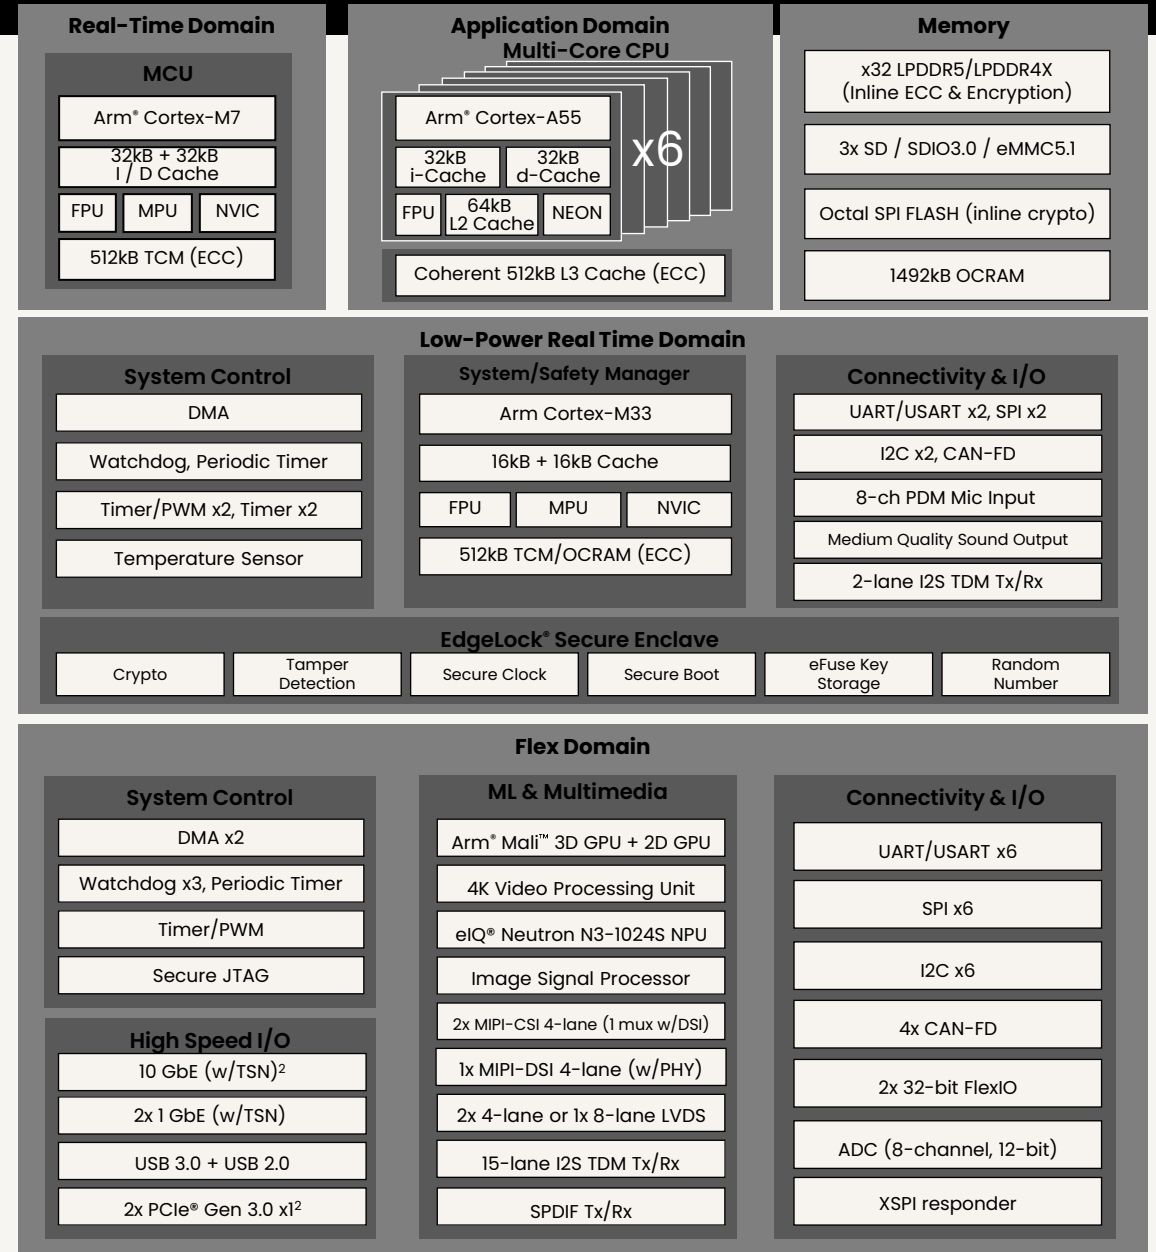 Real-Time Domain
MCU
Arm® Cortex-M7
32kB + 32kB
I / D Cache
FPU
MPU
NVIC
512kB TCM (ECC)
Application Domain
Multi-Core CPU
Arm® Cortex-A55
32kB
i-Cache
32kB
d-Cache
FPU
64kB
L2 Cache
NEON
x6
Coherent 512kB L3 Cache (ECC)
Memory
x32 LPDDR5/LPDDR4X
(Inline ECC & Encryption)
3x SD / SDIO3.0 / eMMC5.1
Octal SPI FLASH (inline crypto)
1492kB OCRAM
Low-Power Real Time Domain
System Control
DMA
Watchdog, Periodic Timer
Timer/PWM x2, Timer x2
Temperature Sensor
System/Safety Manager
Arm Cortex-M33
16kB + 16kB Cache
FPU
MPU
NVIC
512kB TCM/OCRAM (ECC)
Connectivity & I/O
UART/USART x2, SPI x2
I2C x2, CAN-FD
8-ch PDM Mic Input
Medium Quality Sound Output
2-lane I2S TDM Tx/Rx
EdgeLock® Secure Enclave
Crypto
Tamper
Detection
Secure Clock
Secure Boot
eFuse Key
Storage
Random
Number
Flex Domain
System Control
DMA x2
Watchdog x3, Periodic Timer
Timer/PWM
Secure JTAG
High Speed I/O
10 GbE (w/TSN)²
2x 1 GbE (w/TSN)
USB 3.0 + USB 2.0
2x PCIe® Gen 3.0 x1²
ML & Multimedia
Arm® Mali™ 3D GPU + 2D GPU
4K Video Processing Unit
eIQ® Neutron N3-1024S NPU
Image Signal Processor
2x MIPI-CSI 4-lane (1 mux w/DSI)
1x MIPI-DSI 4-lane (w/PHY)
2x 4-lane or 1x 8-lane LVDS
15-lane I2S TDM Tx/Rx
SPDIF Tx/Rx
Connectivity & I/O
UART/USART x6
SPI x6
I2C x6
4x CAN-FD
2x 32-bit FlexIO
ADC (8-channel, 12-bit)
XSPI responder